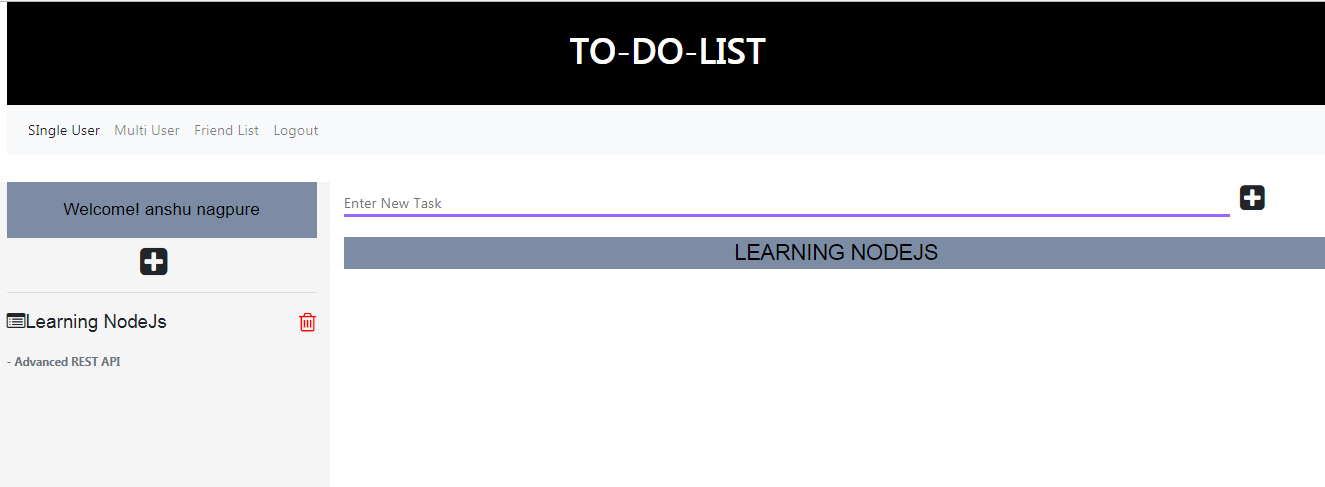 TO-DO-LIST
SIngle User Multi User Friend List Logout
Welcome! anshu nagpure
Enter New Task
LEARNING NODEJS
Learning NodeJs
- Advanced REST API